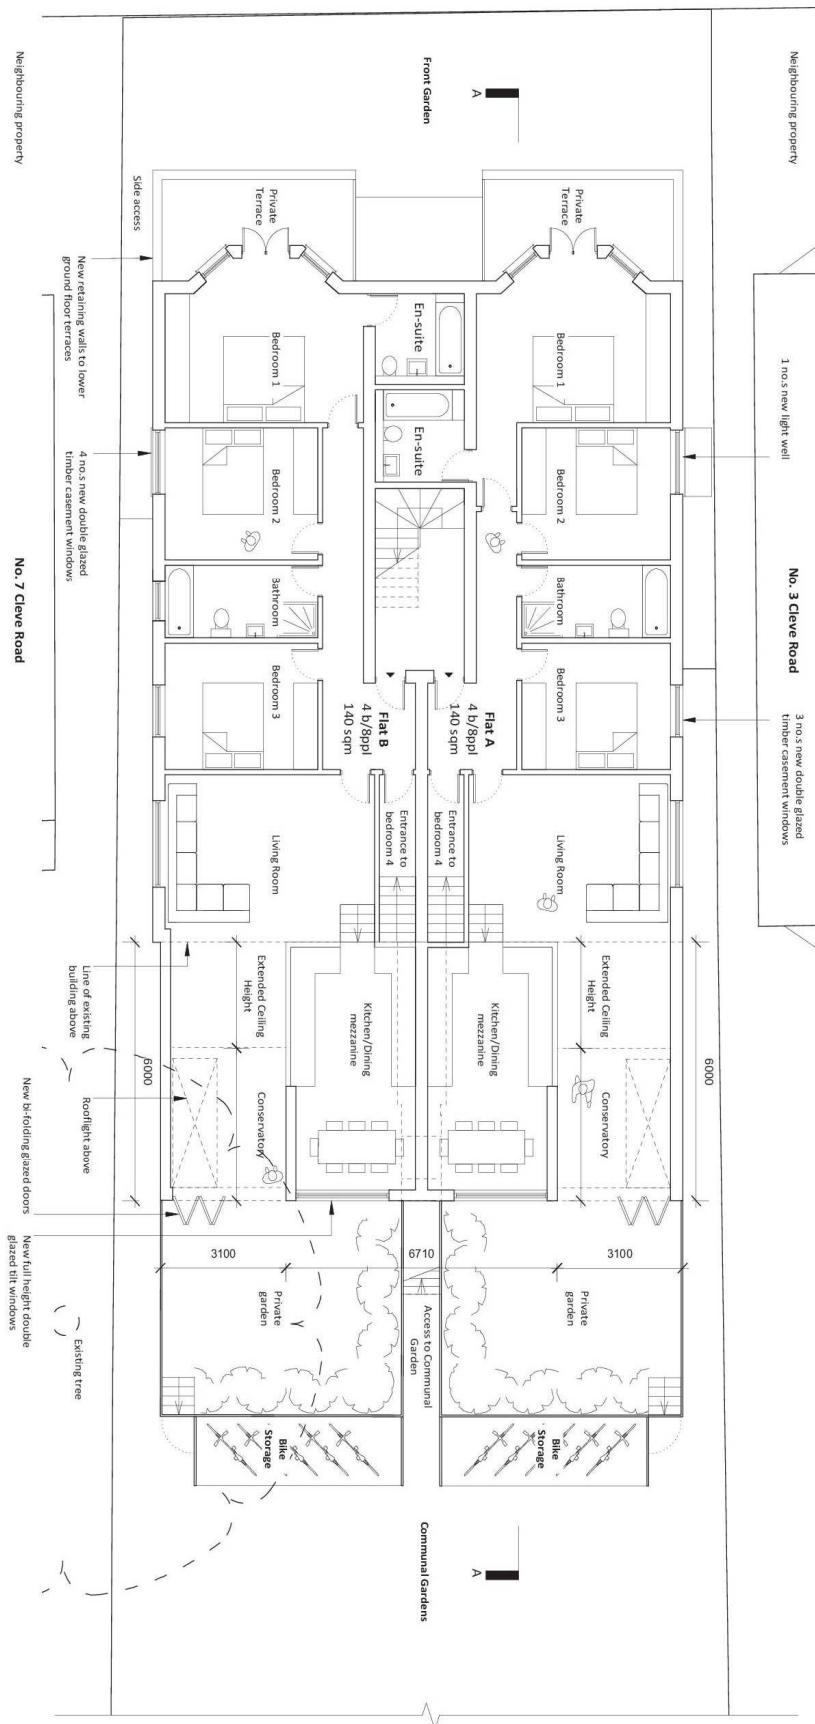 Neighbouring property
1 no.s new light well
No. 3 Cleve Road
3 no.s new double glazed
timber casement windows
6000
Private
Terrace
Bedroom 1
Bedroom 2
Bathroom
Bedroom 3
Living Room
Extended Ceiling
Height
Conservatory
3100
Private
garden
Bike
Storage
A
En-suite
En-suite
Flat A
4 b/8ppl
140 sqm
Entrance to
bedroom 4
Kitchen/Dining
mezzanine
6710
Access to Communal
Garden
A
Front Garden
Communal Gardens
Flat B
4 b/8ppl
140 sqm
Entrance to
bedroom 4
Kitchen/Dining
mezzanine
Private
Terrace
Bedroom 1
Bedroom 2
Bathroom
Bedroom 3
Living Room
Extended Ceiling
Height
Conservatory
3100
Private
garden
Bike
Storage
6000
Side access
New retaining walls to lower
ground floor terraces
4 no.s new double glazed
timber casement windows
Line of existing
building above
Rooflight above
New bi-folding glazed doors
New full height double
glazed tilt windows
Existing tree
Neighbouring property
No. 7 Cleve Road